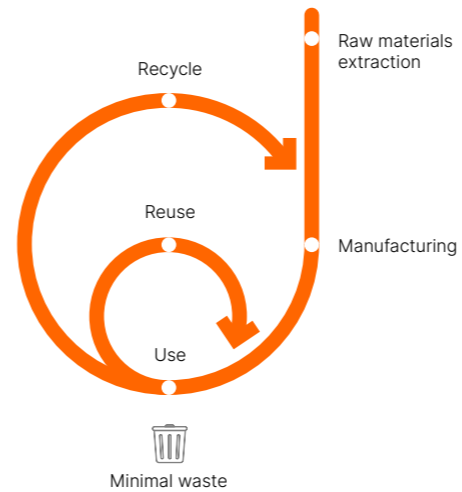 Raw materials
extraction
Recycle
Reuse
Manufacturing
Use
Minimal waste